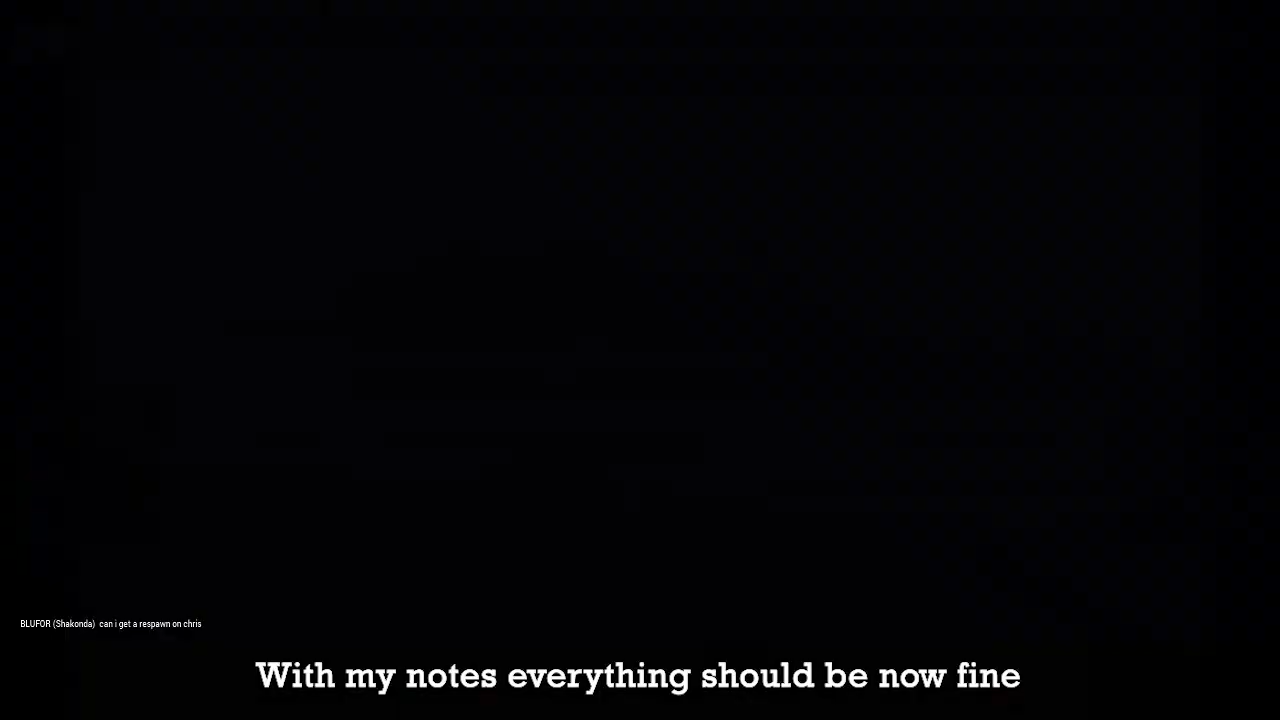 BLUFOR (Shakonda) can i get a respawn on chris
With my notes everything should be now fine